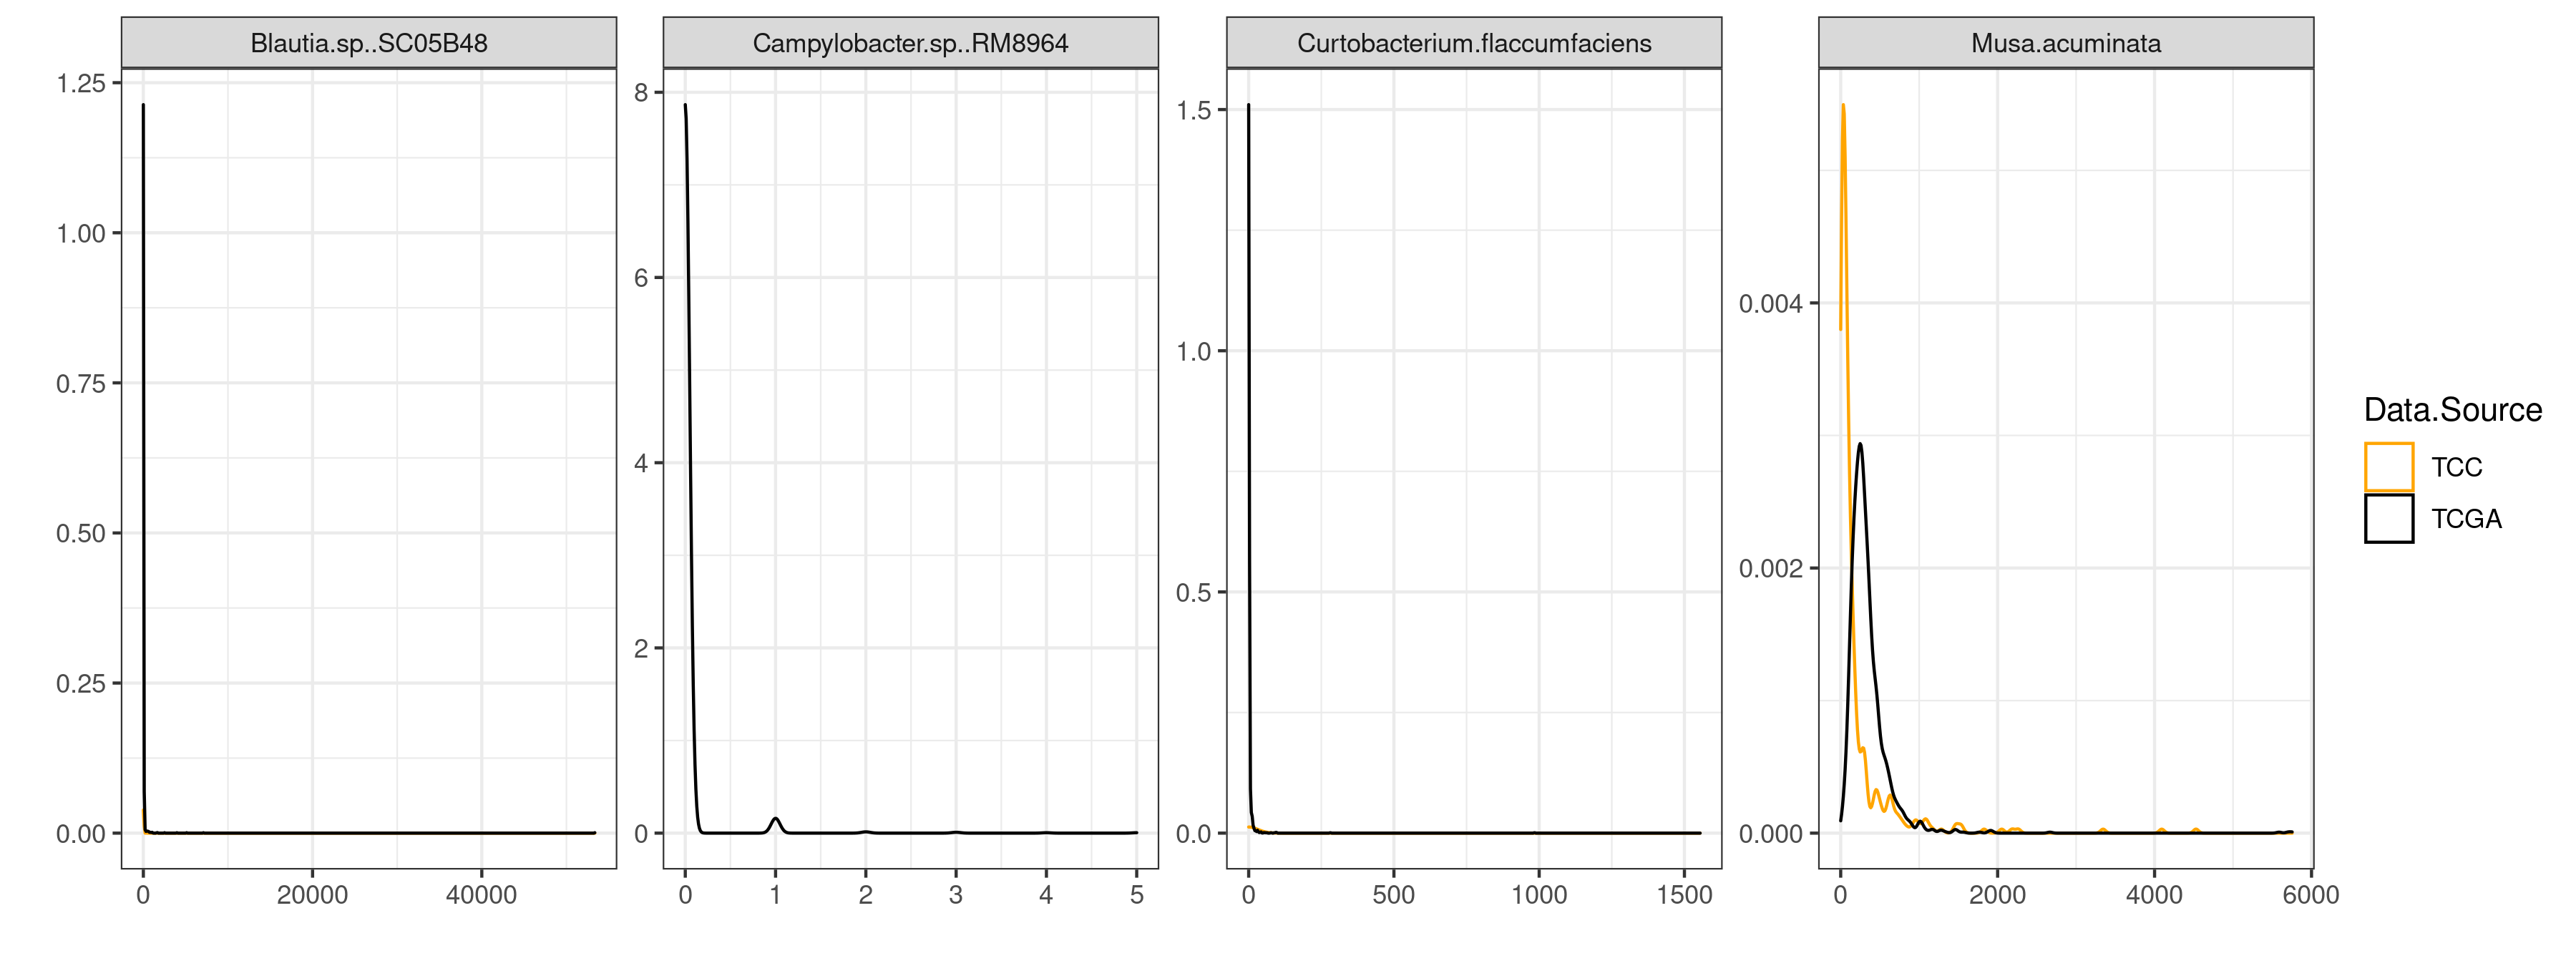 Blautia.sp..SC05B48
1.25
1.00
0.75
0.50
0.25
0.00
0 20000 40000
Campylobacter.sp..RM8964
8
6
4
2
0
0 1 2 3 4 5
Curtobacterium.flaccumfaciens
1.5
1.0
0.5
0.0
0 500 1000 1500
Musa.acuminata
0.004
0.002
0.000
0 2000 4000 6000
Data.Source
TCC
TCGA